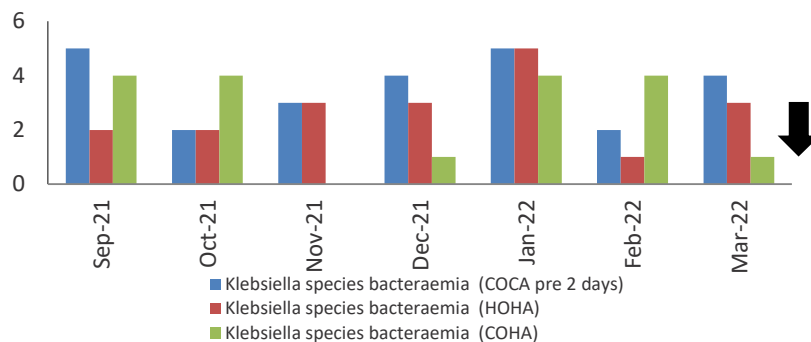 6
4
2
0
Sep-21
Oct-21
Nov-21
Dec-21
Jan-22
Feb-22
Mar-22
Klebsiella species bacteraemia (COCA pre 2 days)
Klebsiella species bacteraemia (HOHA)
Klebsiella species bacteraemia (COHA)